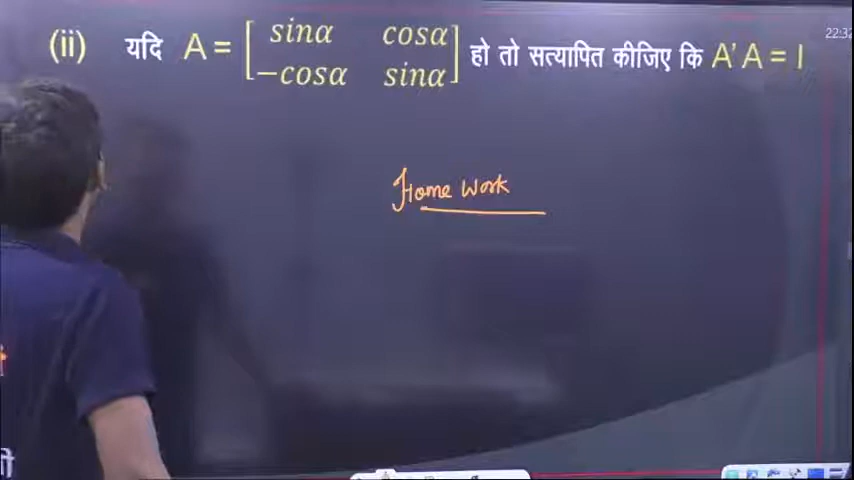 (ii) यदि A = [ sinα cosα
-cosα sinα ] हो तो सत्यापित कीजिए कि A' A = I
22:32
Home Work